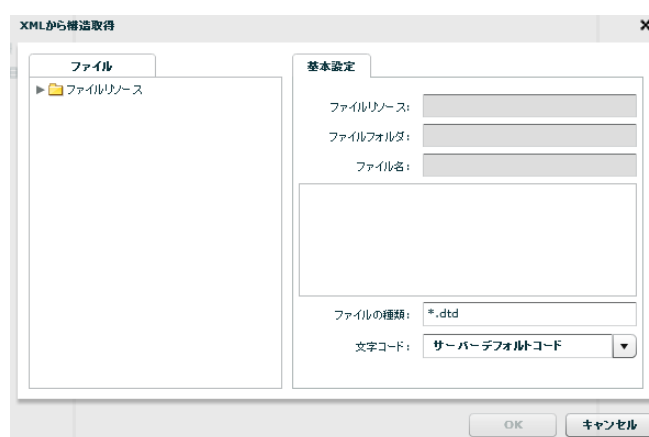 XMLから構造取得
ファイル
ファイルリソース
基本設定
ファイルリソース:
ファイルフォルダ:
ファイル名:
ファイルの種類:
*.dtd
文字コード:
サーバーデフォルトコード
OK
キャンセル